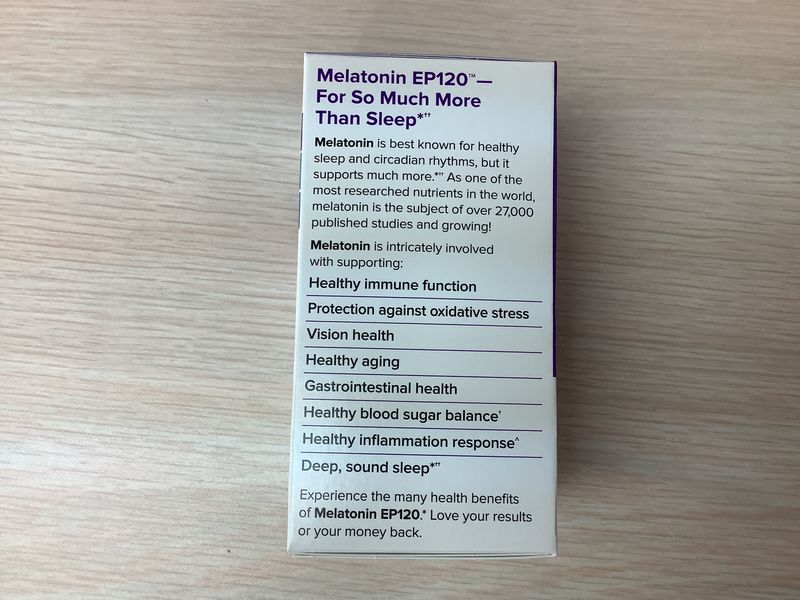 Melatonin EP120™—
For So Much More
Than Sleep*††
Melatonin is best known for healthy
sleep and circadian rhythms, but it
supports much more.*†† As one of the
most researched nutrients in the world,
melatonin is the subject of over 27,000
published studies and growing!
Melatonin is intricately involved
with supporting:
Healthy immune function
Protection against oxidative stress
Vision health
Healthy aging
Gastrointestinal health
Healthy blood sugar balance†
Healthy inflammation response^
Deep, sound sleep*††
Experience the many health benefits
of Melatonin EP120.* Love your results
or your money back.